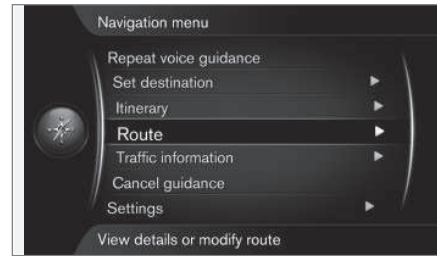 Navigation menu
Repeat voice guidance
Set destination
Itinerary
Route
Traffic information
Cancel guidance
Settings
View details or modify route